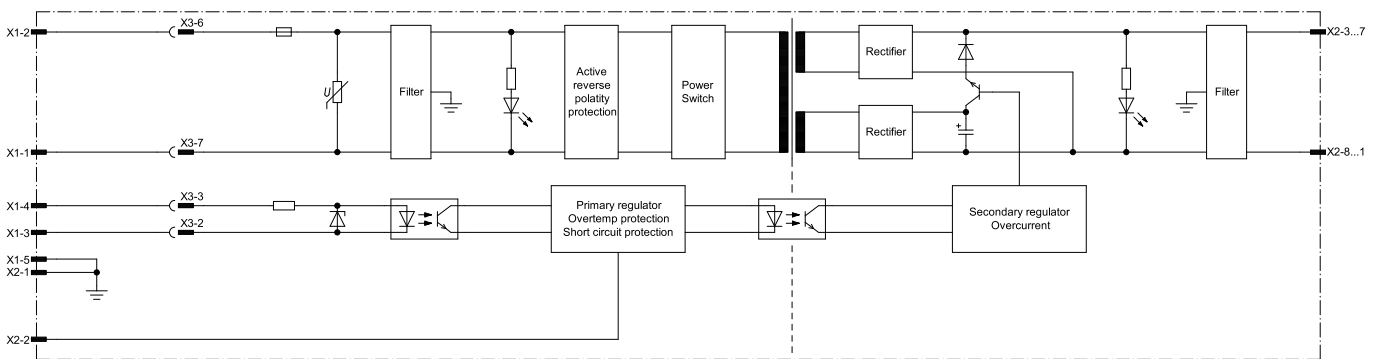 X1-2
X3-6
U
Filter
Active
reverse
polatity
protection
Power
Switch
Rectifier
Rectifier
+
Filter
X2-3...7
X1-1
X3-7
X2-8...1
X1-4
X3-3
X1-3
X3-2
Primary regulator
Overtemp protection
Short circuit protection
Secondary regulator
Overcurrent
X1-5
X2-1
X2-2